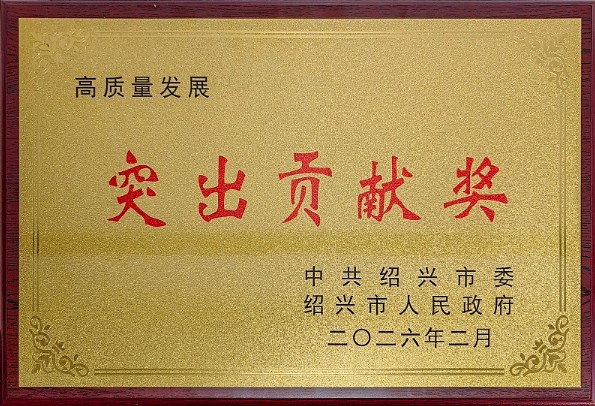 高质量发展
突出贡献奖
中共绍兴市委
绍兴市人民政府
二〇二六年二月